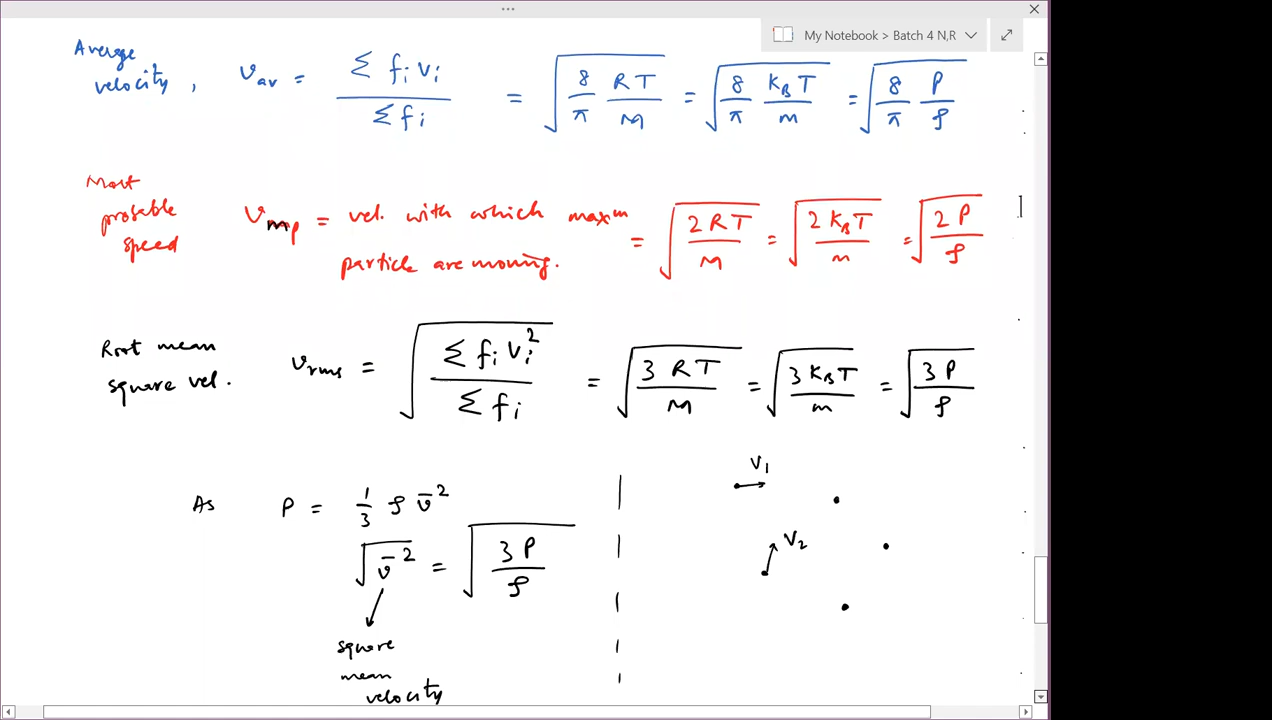 My Notebook > Batch 4 N,R
Average velocity, v_av = Σ f_i v_i / Σ f_i = √(8/π RT/M) = √(8/π K_B T/m) = √(8/π P/ρ)
Most probable speed V_mp = vel. with which maxm particle are moving. = √(2RT/M) = √(2K_B T/m) = √(2P/ρ)
Root mean square vel. v_rms = √(Σ f_i v_i² / Σ f_i) = √(3RT/M) = √(3K_B T/m) = √(3P/ρ)
As P = 1/3 ρ v̄²
√v̄² = √(3P/ρ)
square
mean
velocity
V₁
V₂